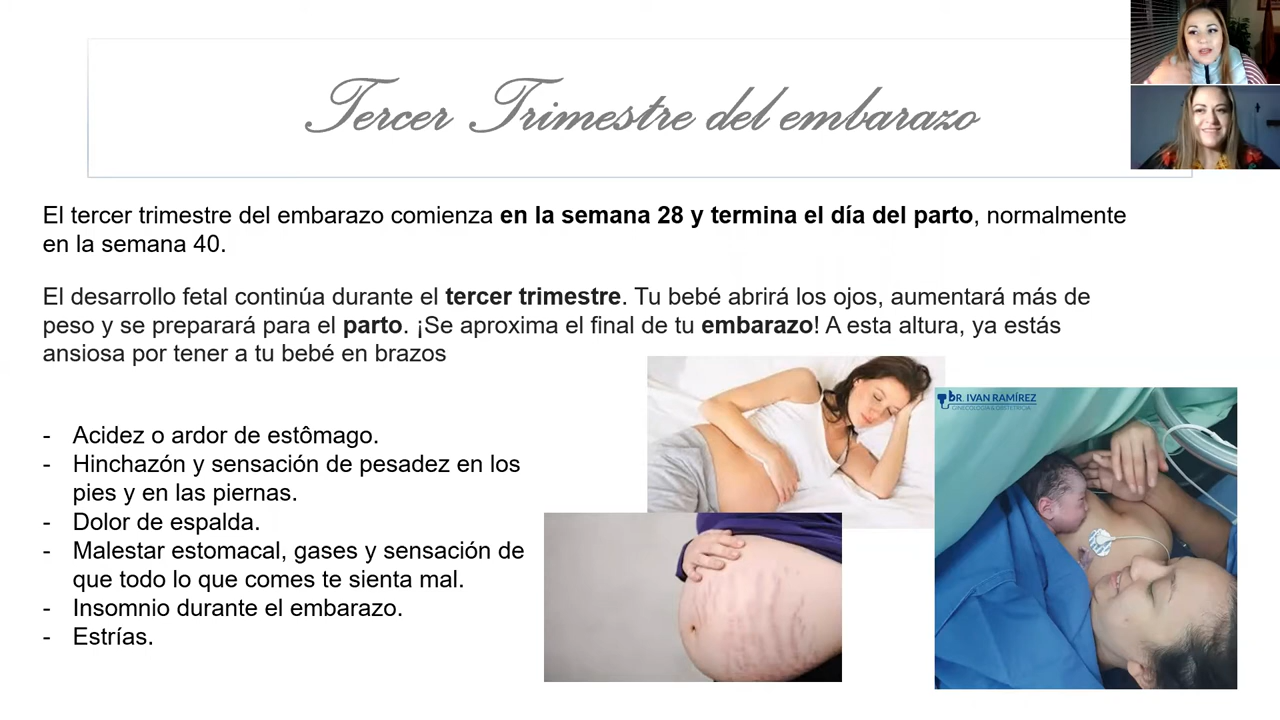 Tercer Trimestre del embarazo
El tercer trimestre del embarazo comienza en la semana 28 y termina el día del parto, normalmente
en la semana 40.
El desarrollo fetal continúa durante el tercer trimestre. Tu bebé abrirá los ojos, aumentará más de
peso y se preparará para el parto. ¡Se aproxima el final de tu embarazo! A esta altura, ya estás
ansiosa por tener a tu bebé en brazos
- Acidez o ardor de estômago.
- Hinchazón y sensación de pesadez en los
pies y en las piernas.
- Dolor de espalda.
- Malestar estomacal, gases y sensación de
que todo lo que comes te sienta mal.
- Insomnio durante el embarazo.
- Estrías.
DR. IVAN RAMÍREZ
GINECOLOGIA & OBSTETRICIA